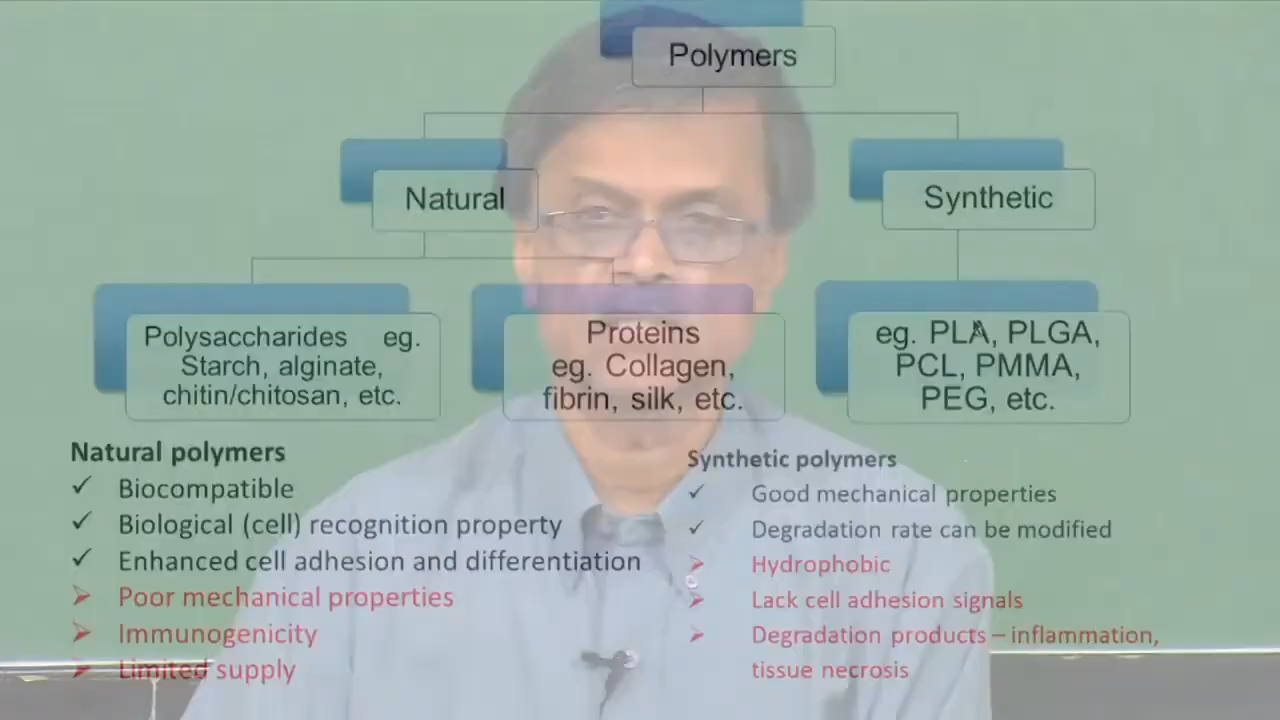 Polymers
Natural
Synthetic
Polysaccharides eg.
Starch, alginate,
chitin/chitosan, etc.
Proteins
eg. Collagen,
fibrin, silk, etc.
eg. PLA, PLGA,
PCL, PMMA,
PEG, etc.
Natural polymers
✓ Biocompatible
✓ Biological (cell) recognition property
✓ Enhanced cell adhesion and differentiation
➢ Poor mechanical properties
➢ Immunogenicity
➢ Limited supply
Synthetic polymers
✓ Good mechanical properties
✓ Degradation rate can be modified
➢ Hydrophobic
➢ Lack cell adhesion signals
➢ Degradation products – inflammation,
tissue necrosis